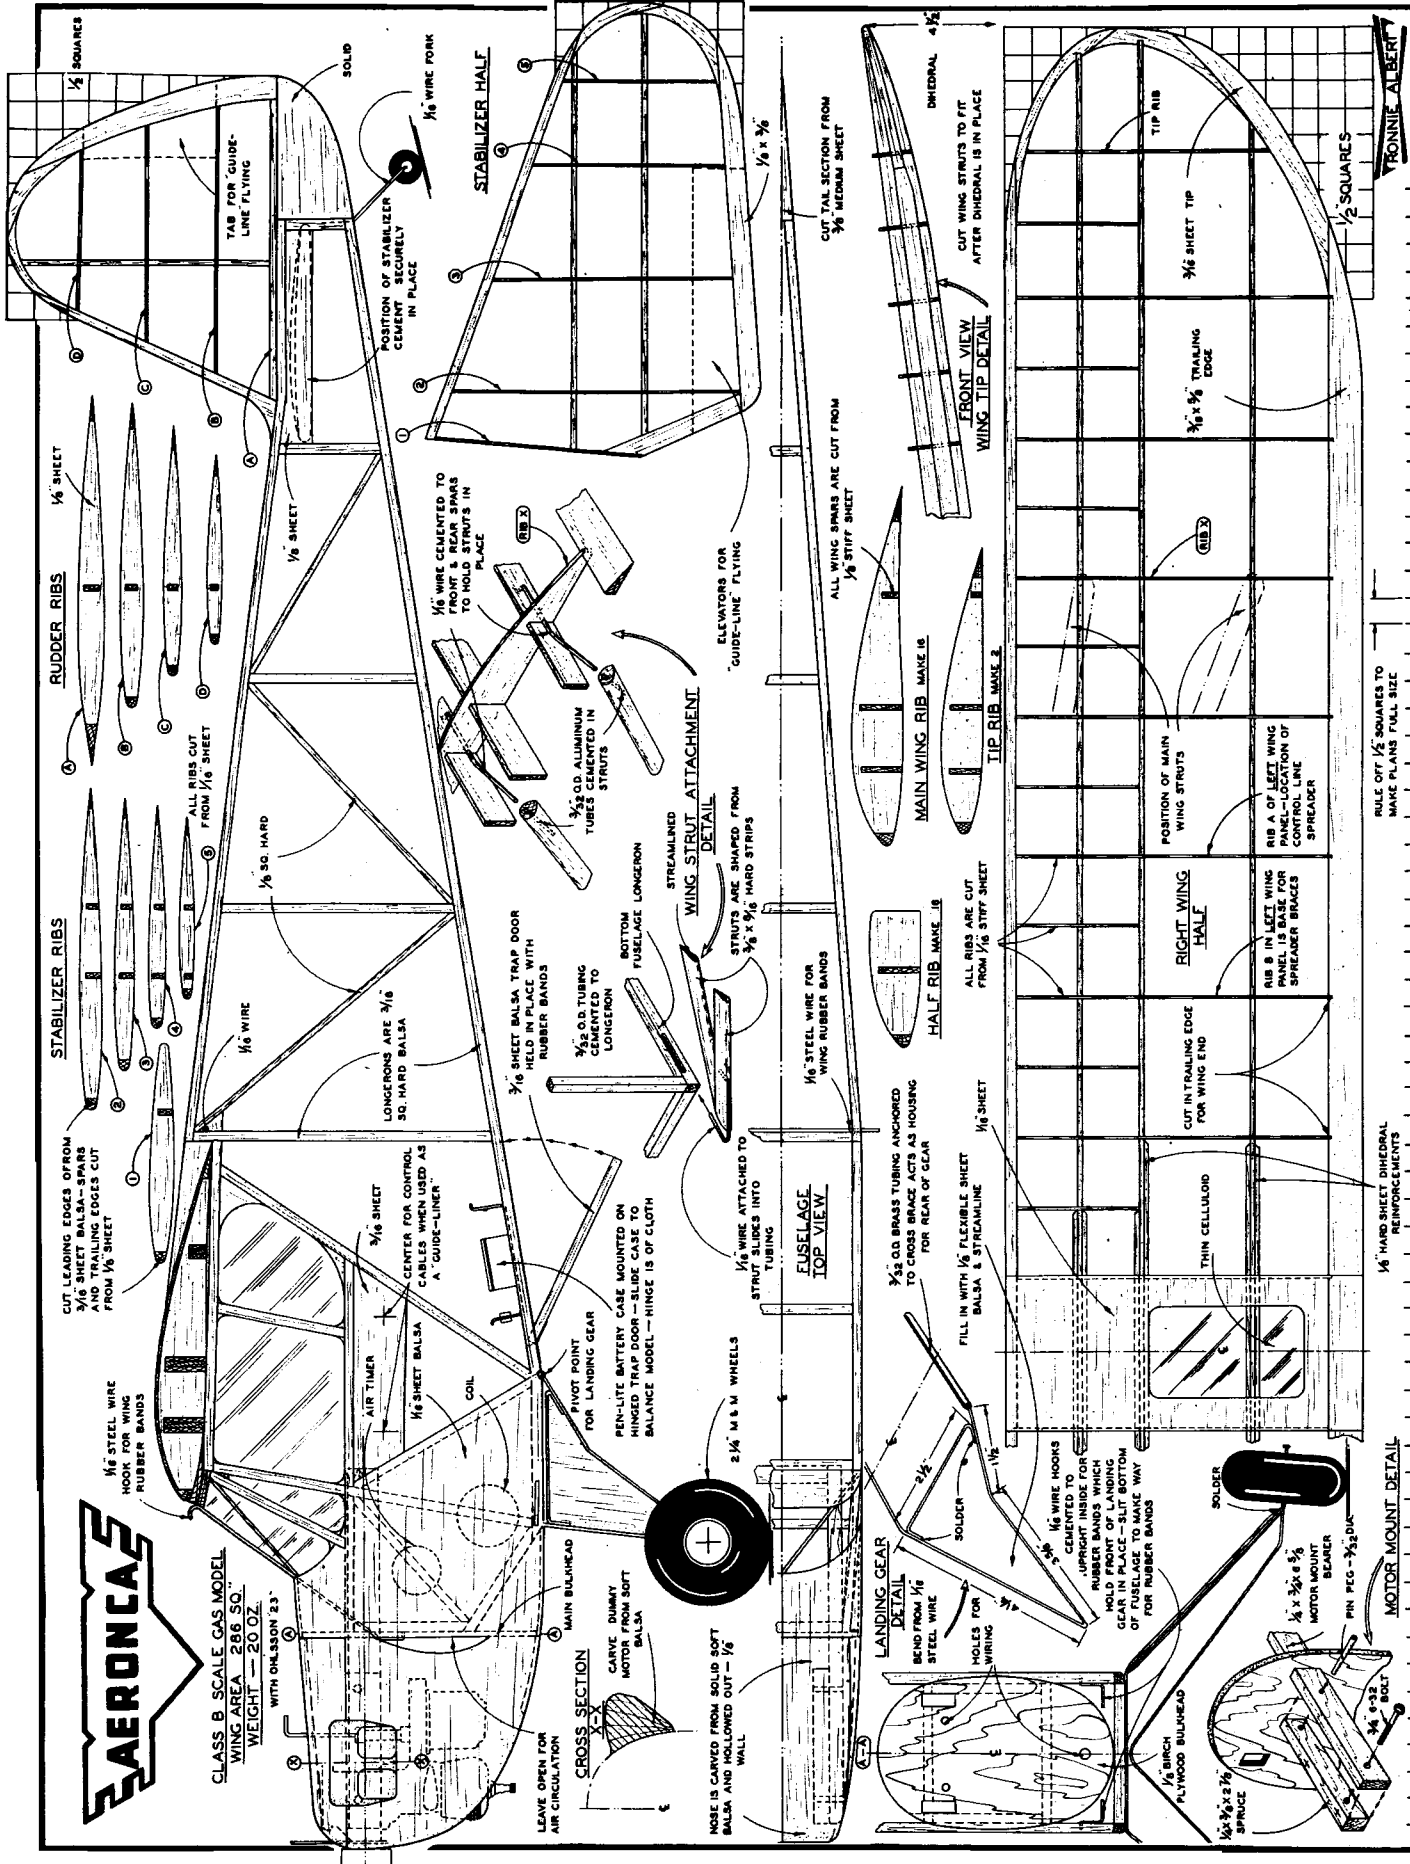 AERONCA
CLASS B SCALE GAS MODEL
WING AREA 286 SQ."
WEIGHT — 20 OZ.
WITH OHLSSON "23"
1/16" STEEL WIRE
HOOK FOR WING
RUBBER BANDS
CUT LEADING EDGES OFROM
3/16" SHEET BALSA—SPARS
AND TRAILING EDGES CUT
FROM 1/8" SHEET
STABILIZER RIBS
1
2
3
4
5
ALL RIBS CUT
FROM 1/16" SHEET
RUDDER RIBS
A
B
C
D
1/8" SHEET
1/2" SQUARES
A
B
C
D
TAB FOR "GUIDE-
LINE" FLYING
SOLID
1/16" WIRE FORK
1/8" SHEET
POSITION OF STABILIZER
CEMENT SECURELY
IN PLACE
1/16" WIRE
1/8" SQ. HARD
LONGERONS ARE 3/16"
SQ. HARD BALSA
3/16" SHEET
CENTER FOR CONTROL
CABLES WHEN USED AS
A "GUIDE-LINER"
AIR TIMER
1/16" SHEET BALSA
COIL
PIVOT POINT
FOR LANDING GEAR
PEN-LITE BATTERY CASE MOUNTED ON
HINGED TRAP DOOR—SLIDE CASE TO
BALANCE MODEL—HINGE IS OF CLOTH
3/16" SHEET BALSA TRAP DOOR
HELD IN PLACE WITH
RUBBER BANDS
2 1/4" M & M WHEELS
A
A
MAIN BULKHEAD
X
X
LEAVE OPEN FOR
AIR CIRCULATION
CROSS SECTION
X-X
CARVE DUMMY
MOTOR FROM SOFT
BALSA
NOSE IS CARVED FROM SOLID SOFT
BALSA AND HOLLOWED OUT — 1/8"
WALL
3/32 O.D. TUBING
CEMENTED TO
LONGERON
BOTTOM
FUSELAGE LONGERON
STREAMLINED
1/16" WIRE ATTACHED TO
STRUT SLIDES INTO
TUBING
WING STRUT ATTACHMENT
DETAIL
STRUTS ARE SHAPED FROM
3/8" X 3/16" HARD STRIPS
3/32 O.D. ALUMINUM
TUBES CEMENTED IN
STRUTS
1/16" WIRE CEMENTED TO
FRONT & REAR SPARS
TO HOLD STRUTS IN
PLACE
RIB X
STABILIZER HALF
1
2
3
4
5
1/8 X 3/8
ELEVATORS FOR
"GUIDE-LINE" FLYING
FUSELAGE
TOP VIEW
1/16" STEEL WIRE FOR
WING RUBBER BANDS
CUT TAIL SECTION FROM
3/8" MEDIUM SHEET
LANDING GEAR
DETAIL
BEND FROM 1/16"
STEEL WIRE
HOLES FOR
WIRING
SOLDER
2 1/2"
1 1/2
3/32" O.D. BRASS TUBING ANCHORED
TO CROSS BRACE ACTS AS HOUSING
FOR REAR OF GEAR
FILL IN WITH 1/8" FLEXIBLE SHEET
BALSA & STREAMLINE
1/16" WIRE HOOKS
CEMENTED TO
UPRIGHT INSIDE FOR
RUBBER BANDS WHICH
HOLD FRONT OF LANDING
GEAR IN PLACE—SLIT BOTTOM
OF FUSELAGE TO MAKE WAY
FOR RUBBER BANDS
A-A
1/8" BIRCH
PLYWOOD BULKHEAD
SOLDER
MOTOR MOUNT
BEARER
PIN PEG - 3/32 DIA.
3/4" 6-32
BOLT
SPRUCE
MOTOR MOUNT DETAIL
HALF RIB MAKE 16
MAIN WING RIB MAKE 16
TIP RIB MAKE 2
ALL WING SPARS ARE CUT FROM
1/8" STIFF SHEET
FRONT VIEW
WING TIP DETAIL
CUT WING STRUTS TO FIT
AFTER DIHEDRAL IS IN PLACE
DIHEDRAL 4 1/2"
ALL RIBS ARE CUT
FROM 1/16" STIFF SHEET
1/16" SHEET
THIN CELLULOID
CUT IN TRAILING EDGE
FOR WING END
RIGHT WING
HALF
RIB B IN LEFT WING
PANEL IS BASE FOR
SPREADER BRACES
RIB A OF LEFT WING
PANEL—LOCATION OF
CONTROL LINE
SPREADER
POSITION OF MAIN
WING STRUTS
RIB X
3/16" X 5/8" TRAILING
EDGE
3/16" SHEET TIP
TIP RIB
1/2" SQUARES
1/8" HARD SHEET DIHEDRAL
REINFORCEMENTS
RULE OFF 1/2" SQUARES TO
MAKE PLANS FULL SIZE
RONNIE ALBERT